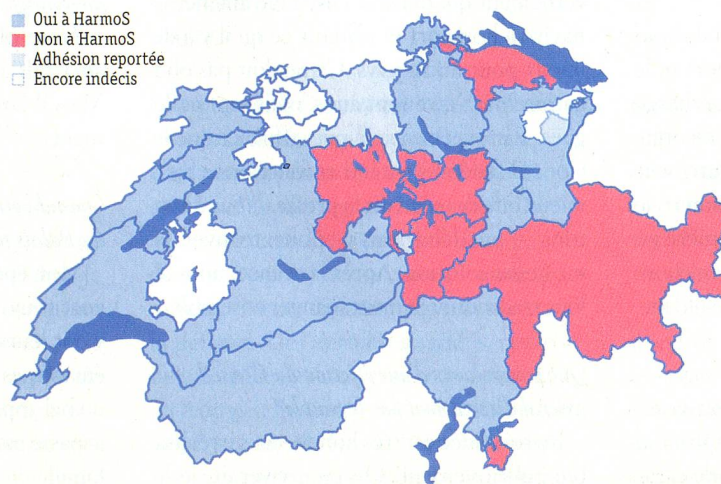 Oui à HarmoS
Non à HarmoS
Adhésion reportée
Encore indécis